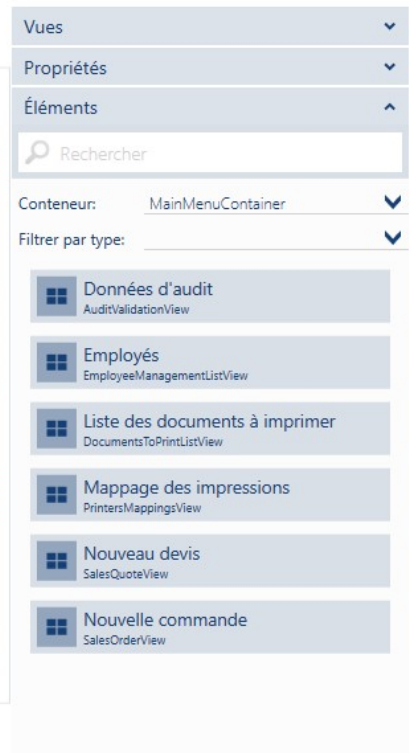 Vues
Propriétés
Éléments
Rechercher
Conteneur: MainMenuContainer
Filtrer par type:
Données d'audit
AuditValidationView
Employés
EmployeeManagementListView
Liste des documents à imprimer
DocumentsToPrintListView
Mappage des impressions
PrintersMappingsView
Nouveau devis
SalesQuoteView
Nouvelle commande
SalesOrderView